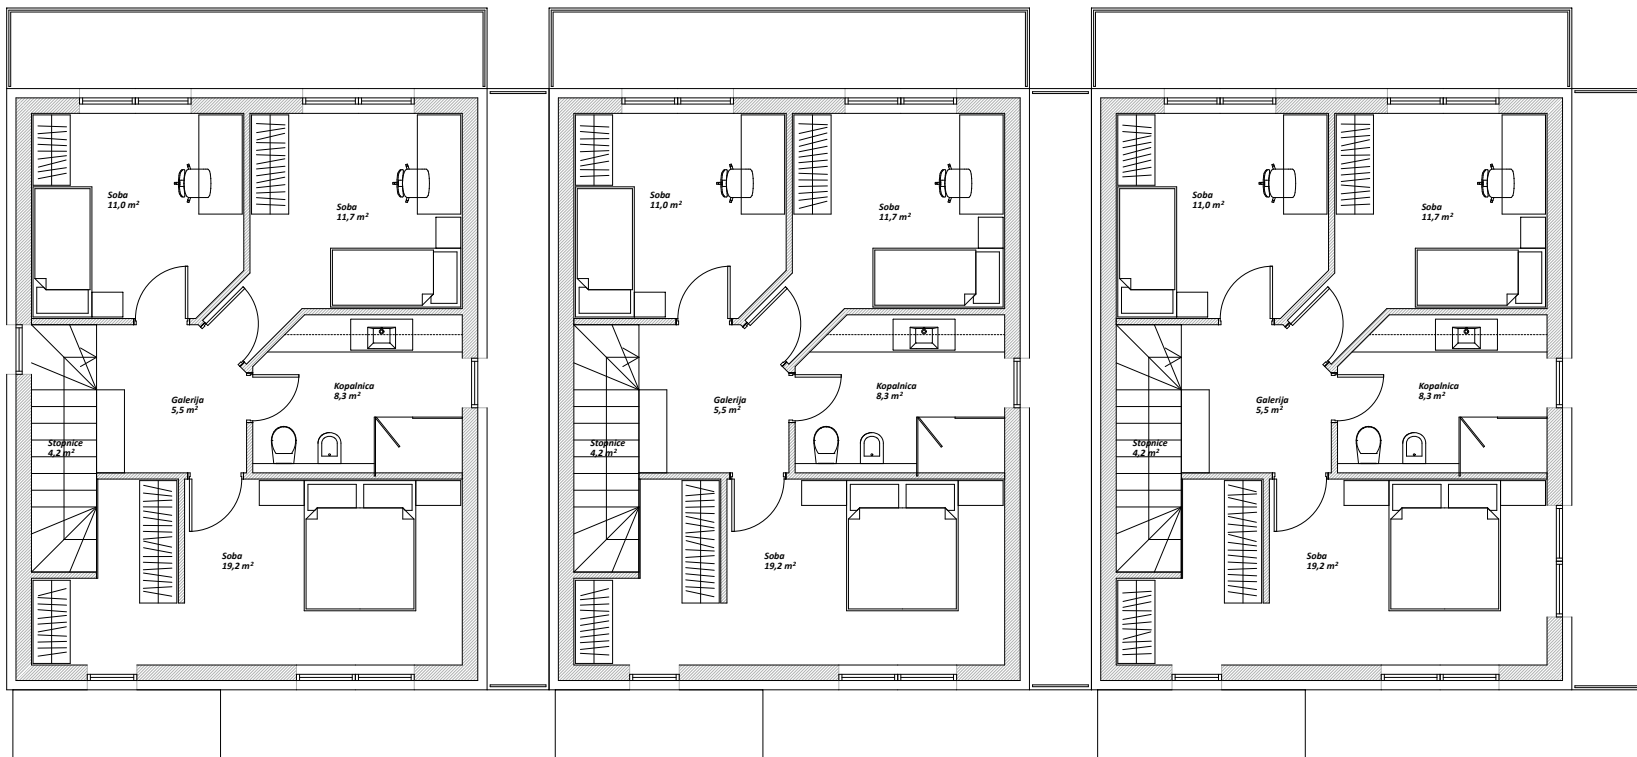 Soba
11,0 m²
Soba
11,7 m²
Galerija
5,5 m²
Kopalnica
8,3 m²
Stopnice
4,2 m²
Soba
19,2 m²
Soba
11,0 m²
Soba
11,7 m²
Galerija
5,5 m²
Kopalnica
8,3 m²
Stopnice
4,2 m²
Soba
19,2 m²
Soba
11,0 m²
Soba
11,7 m²
Galerija
5,5 m²
Kopalnica
8,3 m²
Stopnice
4,2 m²
Soba
19,2 m²